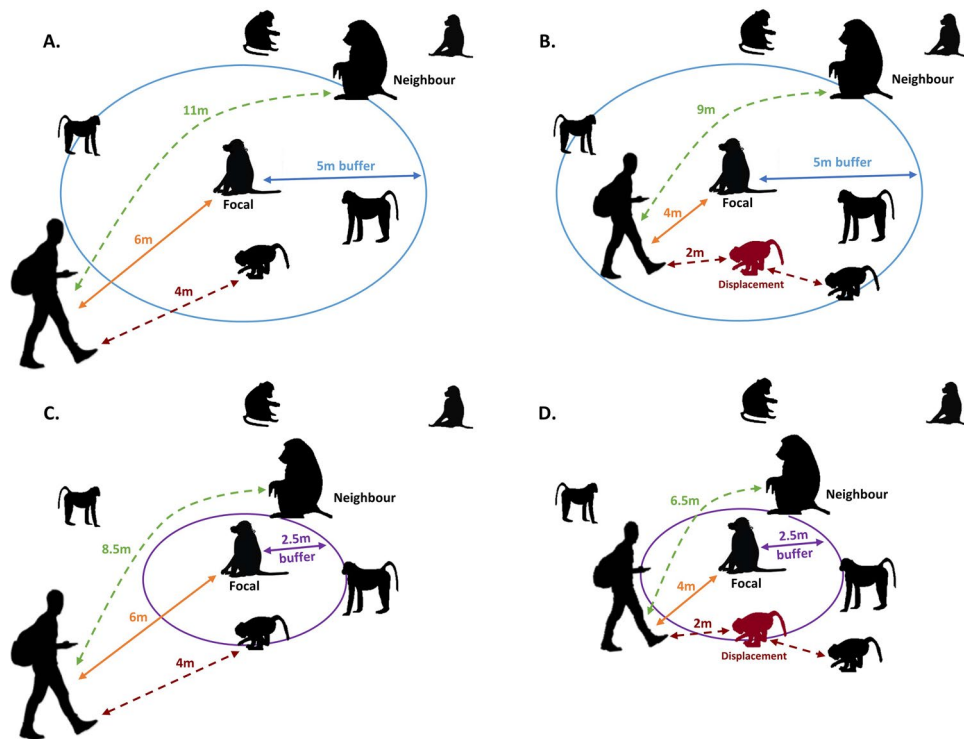 A.
Neighbour
11m
5m buffer
Focal
6m
4m
B.
Neighbour
9m
5m buffer
Focal
4m
2m
Displacement
C.
Neighbour
8.5m
2.5m
buffer
Focal
6m
4m
D.
Neighbour
6.5m
2.5m
buffer
Focal
4m
2m
Displacement